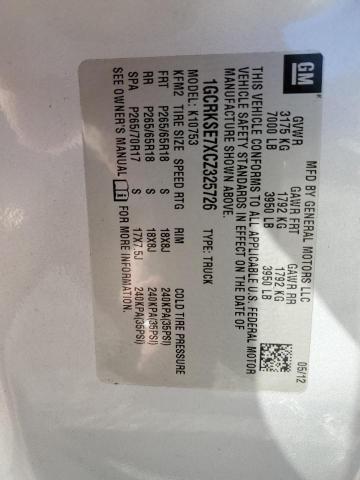 GM
MFD BY GENERAL MOTORS LLC
05/12
GVWR GAWR FRT GAWR RR
3175 KG 1792 KG 1792 KG
7000 LB 3950 LB 3950 LB
THIS VEHICLE CONFORMS TO ALL APPLICABLE U.S. FEDERAL MOTOR
VEHICLE SAFETY STANDARDS IN EFFECT ON THE DATE OF
MANUFACTURE SHOWN ABOVE.
1GCRKSE7XCZ325726 TYPE: TRUCK
KFM2 MODEL: K10753
TIRE SIZE SPEED RTG RIM COLD TIRE PRESSURE
FRT P265/65R18 18X8J 240KPA(35PSI)
RR P265/65R18 18X8J 240KPA(35PSI)
SPA P265/70R17 17X7.5J 240KPA(35PSI)
SEE OWNER'S MANUAL FOR MORE INFORMATION.